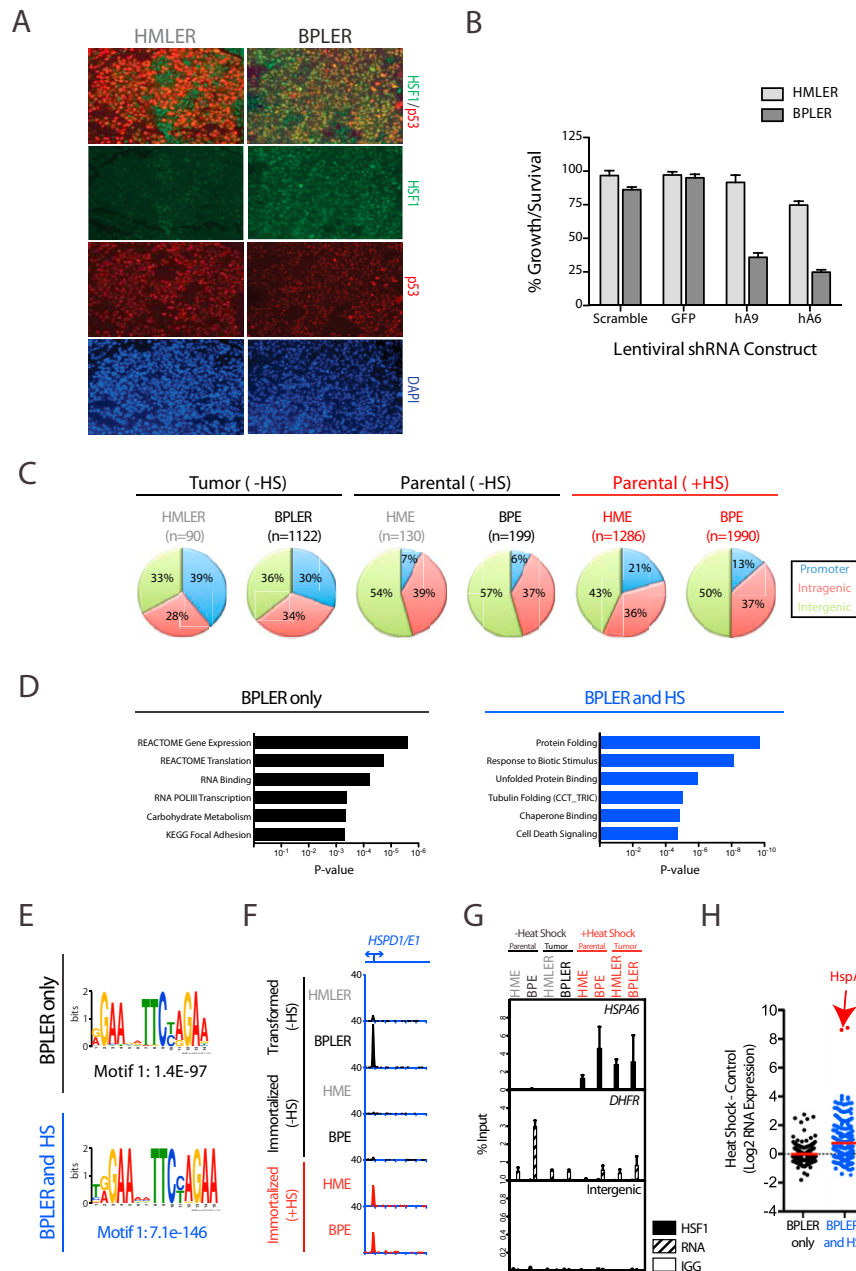 A
HMLER
BPLER
HSF1/p53
HSF1
p53
DAPI
B
HMLER
BPLER
125
100
75
50
25
0
% Growth/Survival
Scramble
GFP
hA9
hA6
Lentiviral shRNA Construct
C
Tumor ( -HS)
Parental (-HS)
Parental ( +HS)
HMLER
(n=90)
BPLER
(n=1122)
HME
(n=130)
BPE
(n=199)
HME
(n=1286)
BPE
(n=1990)
33%
39%
28%
36%
30%
34%
7%
54%
39%
6%
57%
37%
21%
43%
36%
13%
50%
37%
Promoter
Intragenic
Intergenic
D
BPLER only
REACTOME Gene Expression
REACTOME Translation
RNA Binding
RNA POLIII Transcription
Carbohydrate Metabolism
KEGG Focal Adhesion
10-1
10-2
10-3
10-4
10-5
10-6
P-value
BPLER and HS
Protein Folding
Response to Biotic Stimulus
Unfolded Protein Binding
Tubulin Folding (CCT_TRIC)
Chaperone Binding
Cell Death Signaling
10-2
10-4
10-6
10-8
10-10
P-value
E
BPLER only
2
1
0
bits
Motif 1: 1.4E-97
BPLER and HS
2
1
0
bits
Motif 1: 7.1e-146
F
HSPD1/E1
Transformed
(-HS)
Immortalized
(-HS)
Immortalized
(+HS)
40
HMLER
40
BPLER
40
HME
40
BPE
40
HME
40
BPE
G
-Heat Shock
+Heat Shock
Parental
Tumor
Parental
Tumor
HME
BPE
HMLER
BPLER
HME
BPE
HMLER
BPLER
HSPA6
DHFR
Intergenic
% Input
HSF1
RNA
IGG
H
HspA
10
8
6
4
2
0
-2
-4
Heat Shock - Control
(Log2 RNA Expression)
BPLER
only
BPLER
and HS